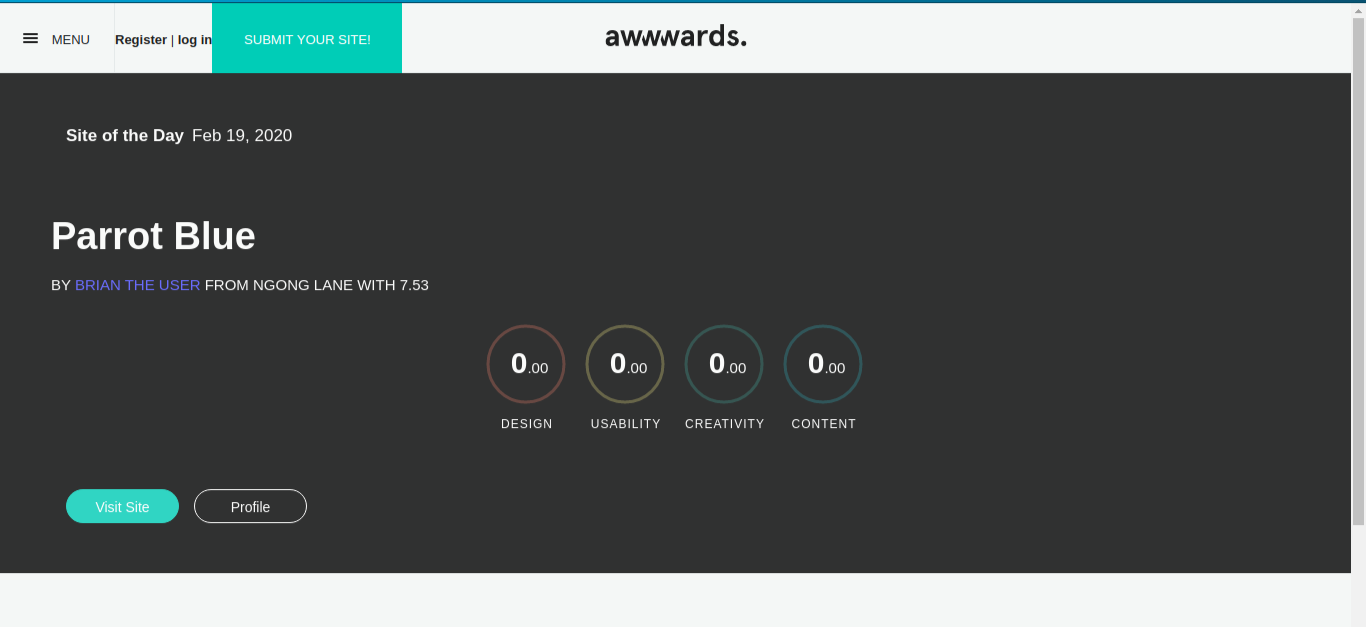 MENU Register | log in SUBMIT YOUR SITE! awwwards.
Site of the Day Feb 19, 2020
Parrot Blue
BY BRIAN THE USER FROM NGONG LANE WITH 7.53
0.00 0.00 0.00 0.00
DESIGN USABILITY CREATIVITY CONTENT
Visit Site Profile